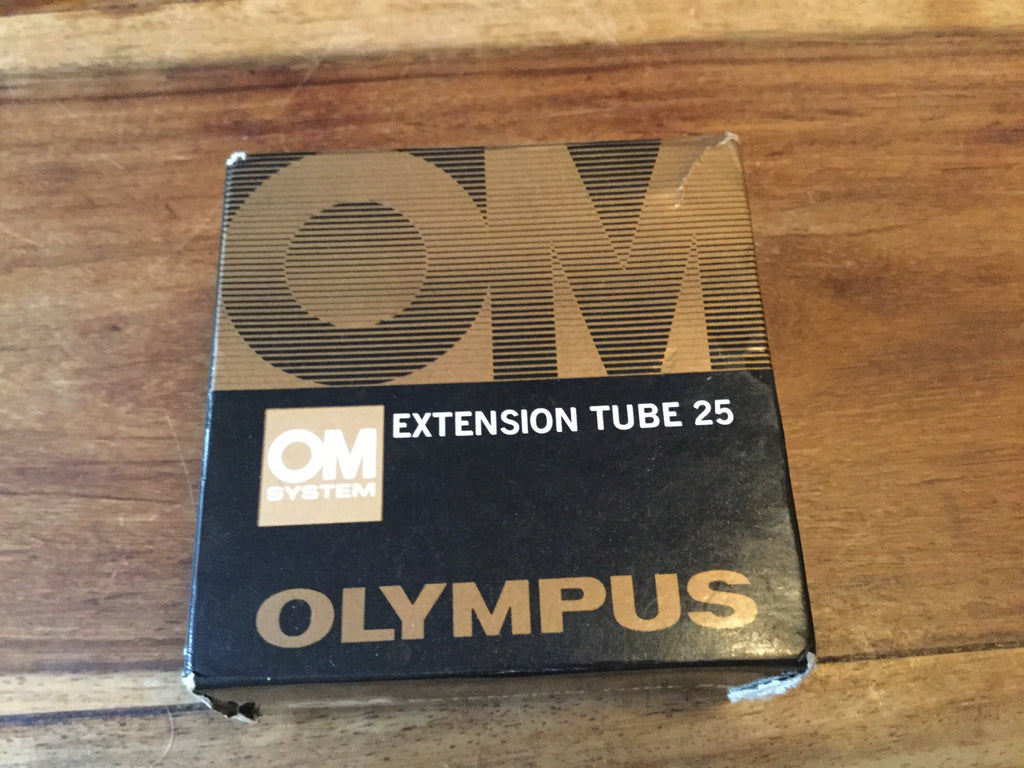 OM
EXTENSION TUBE 25
OM
SYSTEM
OLYMPUS